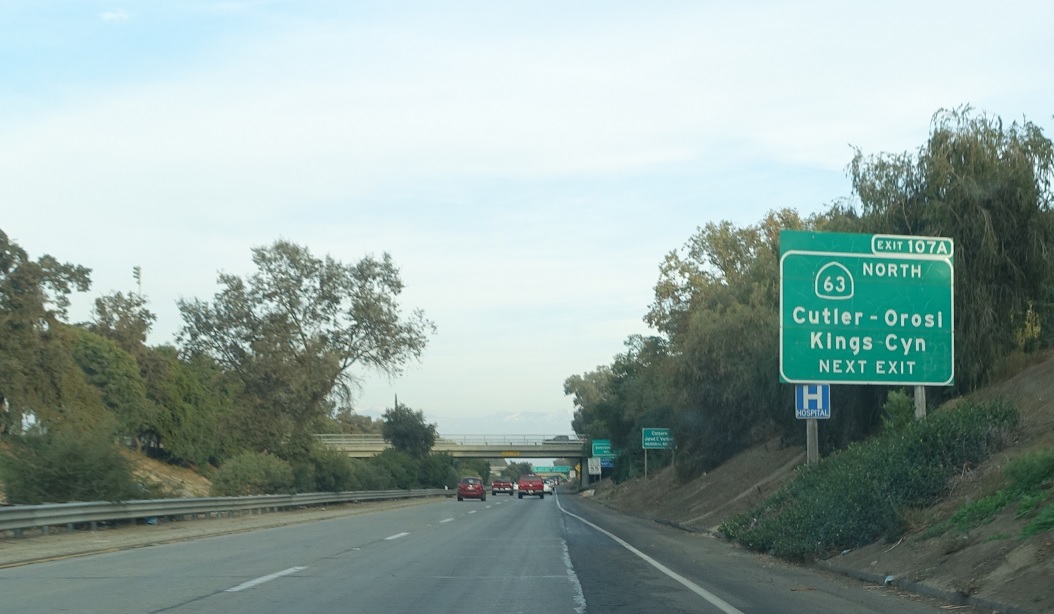 EXIT 107A
63 NORTH
Cutler - Orosi
Kings Cyn
NEXT EXIT
H
HOSPITAL